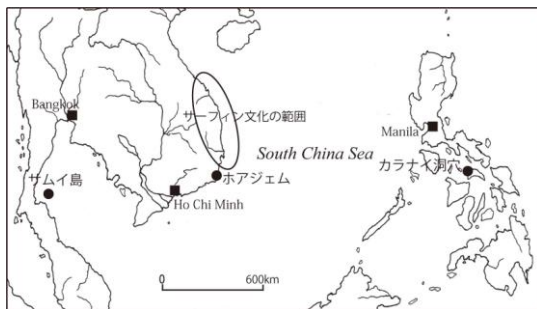 Bangkok
サーフィン文化の範囲
Manila
South China Sea
カラナイ洞穴
サムイ島
ホアジェム
Ho Chi Minh
0
600km